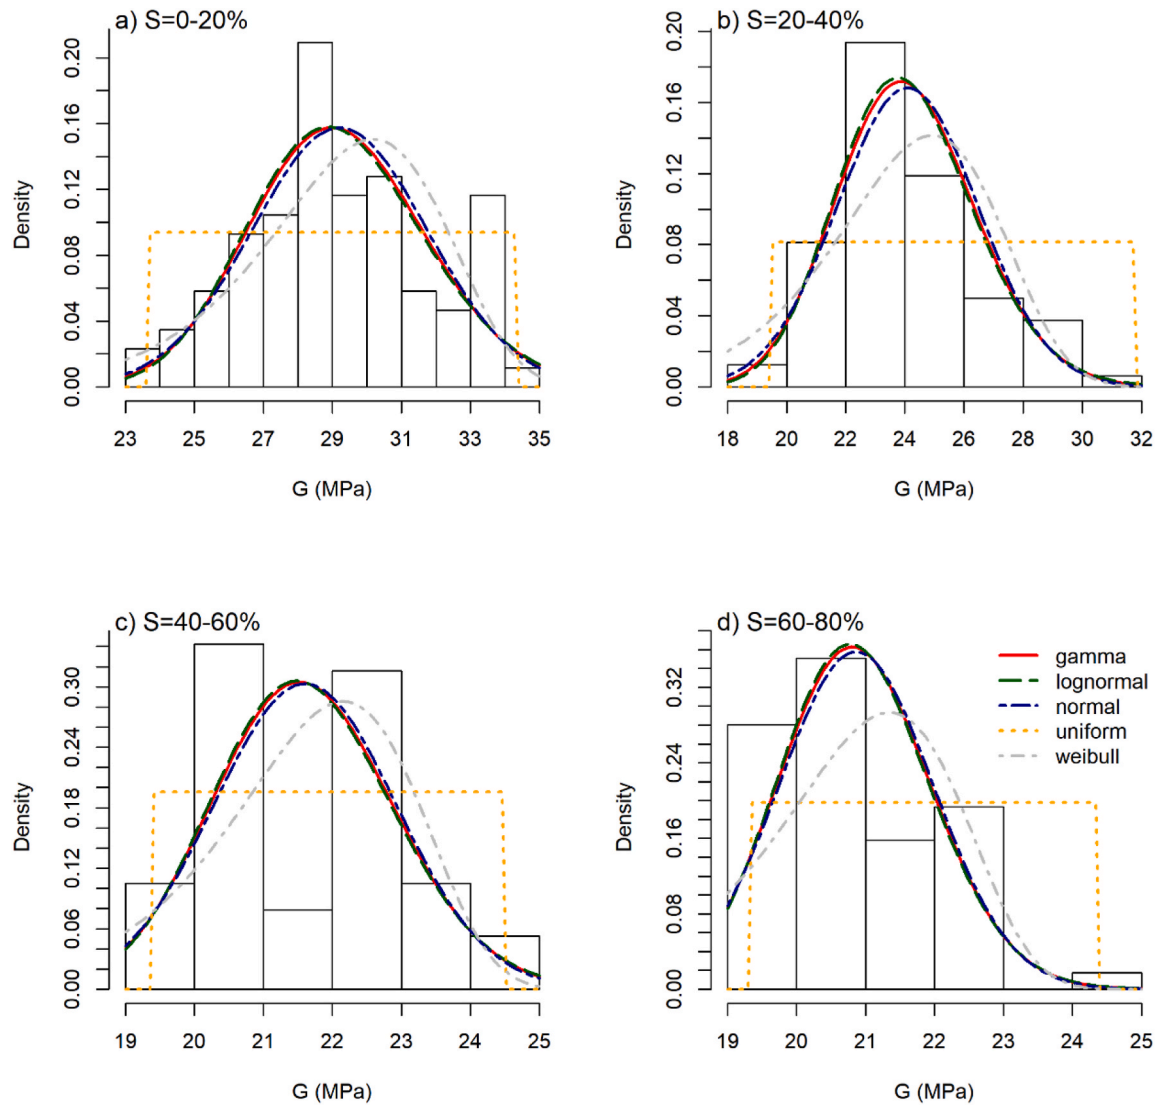 a) S=0-20%
Density
0.00 0.04 0.08 0.12 0.16 0.20
23 25 27 29 31 33 35
G (MPa)
b) S=20-40%
Density
0.00 0.04 0.08 0.12 0.16 0.20
18 20 22 24 26 28 30 32
G (MPa)
c) S=40-60%
Density
0.00 0.06 0.12 0.18 0.24 0.30
19 20 21 22 23 24 25
G (MPa)
d) S=60-80%
gamma
lognormal
normal
uniform
weibull
Density
0.00 0.08 0.16 0.24 0.32
19 20 21 22 23 24 25
G (MPa)